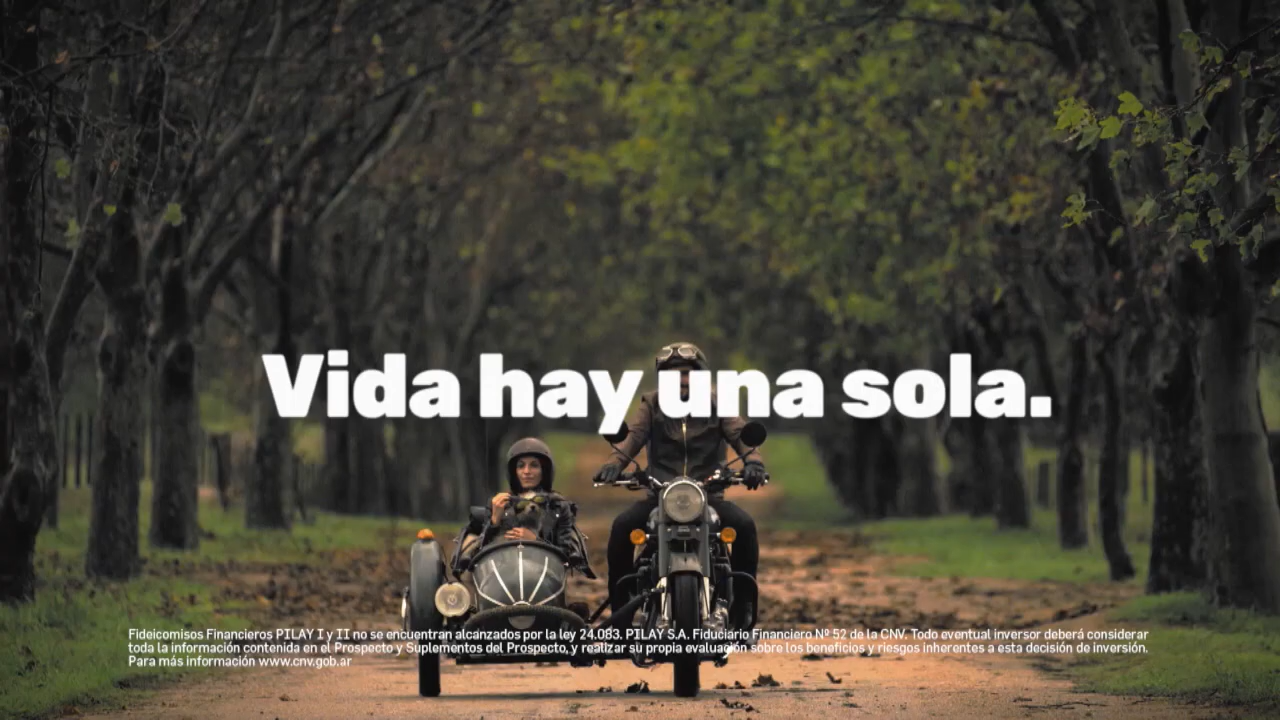 Vida hay una sola.
Fideicomisos Financieros PILAY I y II no se encuentran alcanzados por la ley 24.083. PILAY S.A. Fiduciario Financiero Nº 52 de la CNV. Todo eventual inversor deberá considerar
toda la información contenida en el Prospecto y Suplementos del Prospecto, y realizar su propia evaluación sobre los beneficios y riesgos inherentes a esta decisión de inversión.
Para más información www.cnv.gob.ar